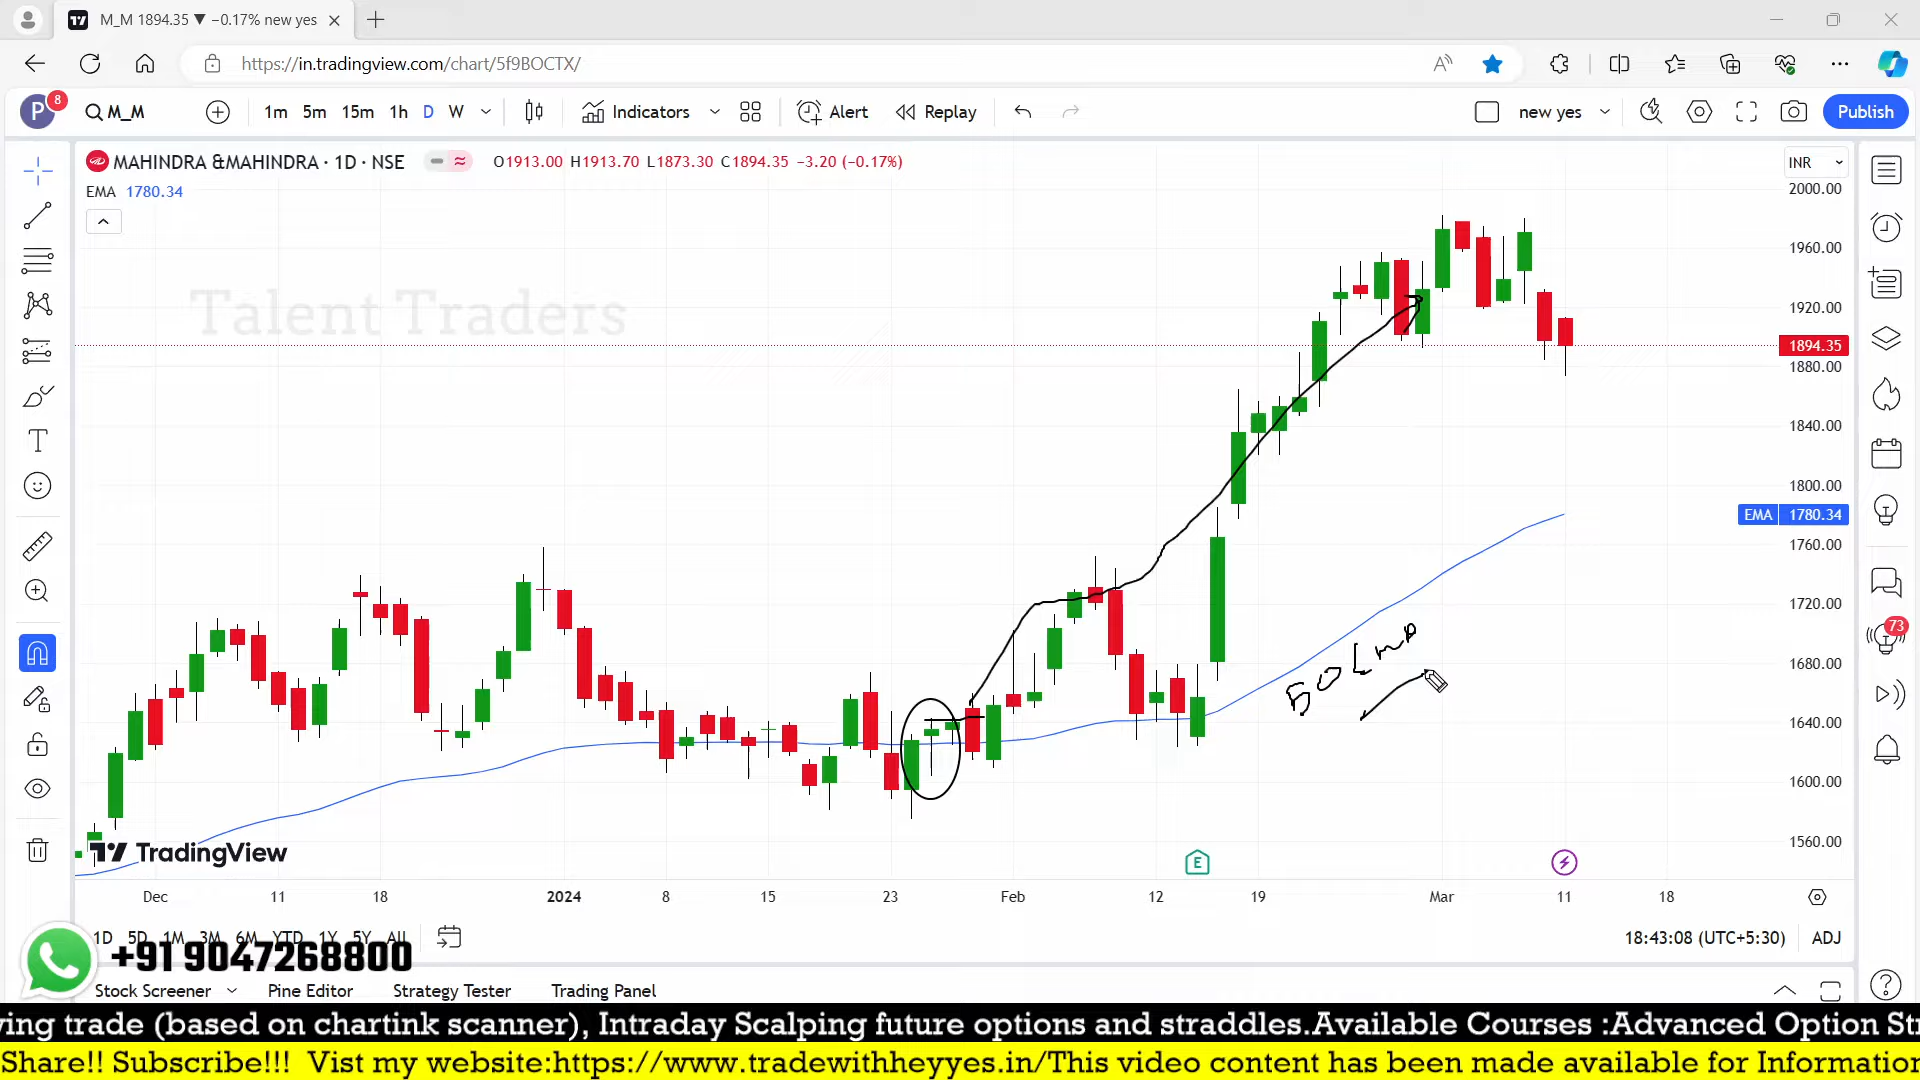 M_M 1894.35 ▼ −0.17% new yes
https://in.tradingview.com/chart/5f9BOCTX/
P 8 M_M 1m 5m 15m 1h D W Indicators Alert Replay new yes Publish
MAHINDRA &MAHINDRA · 1D · NSE O1913.00 H1913.70 L1873.30 C1894.35 −3.20 (−0.17%) INR
EMA 1780.34
2000.00
1960.00
Talent Traders
1920.00
1894.35
1880.00
1840.00
1800.00
EMA 1780.34
1760.00
1720.00
73
1680.00
1640.00
1600.00
1560.00
TradingView
E
Dec 11 18 2024 8 15 23 Feb 12 19 Mar 11 18
1D 5D 1M 3M 6M YTD 1Y 5Y All 18:43:08 (UTC+5:30) ADJ
+91 9047268800
Stock Screener Pine Editor Strategy Tester Trading Panel
ying trade (based on chartink scanner), Intraday Scalping future options and straddles.Available Courses :Advanced Option St
Share!! Subscribe!!! Vist my website:https://www.tradewithheyyes.in/This video content has been made available for Information